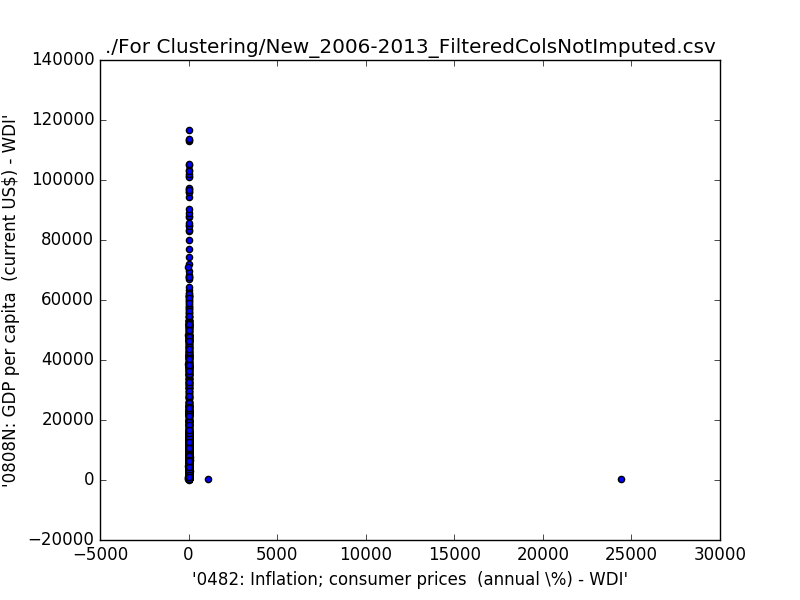 ./For Clustering/New_2006-2013_FilteredColsNotImputed.csv
140000
120000
100000
80000
60000
40000
20000
0
−20000
'0808N: GDP per capita  (current US$) - WDI'
−5000 0 5000 10000 15000 20000 25000 30000
'0482: Inflation; consumer prices  (annual \%) - WDI'